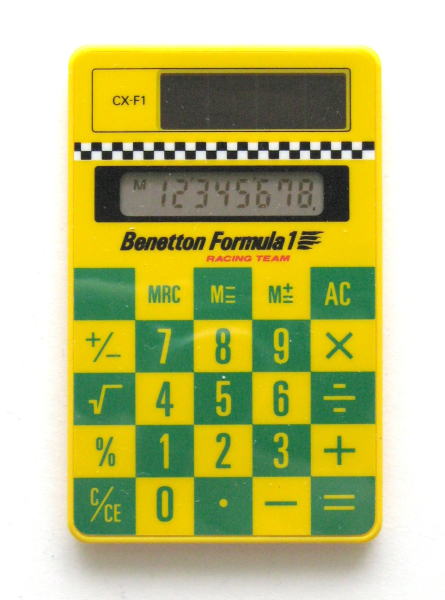 CX-F1
M 12345678.
Benetton Formula 1
RACING TEAM
MRC M= M±= AC
+/− 7 8 9 ×
√ 4 5 6 ÷
% 1 2 3 +
C/CE 0 · − =